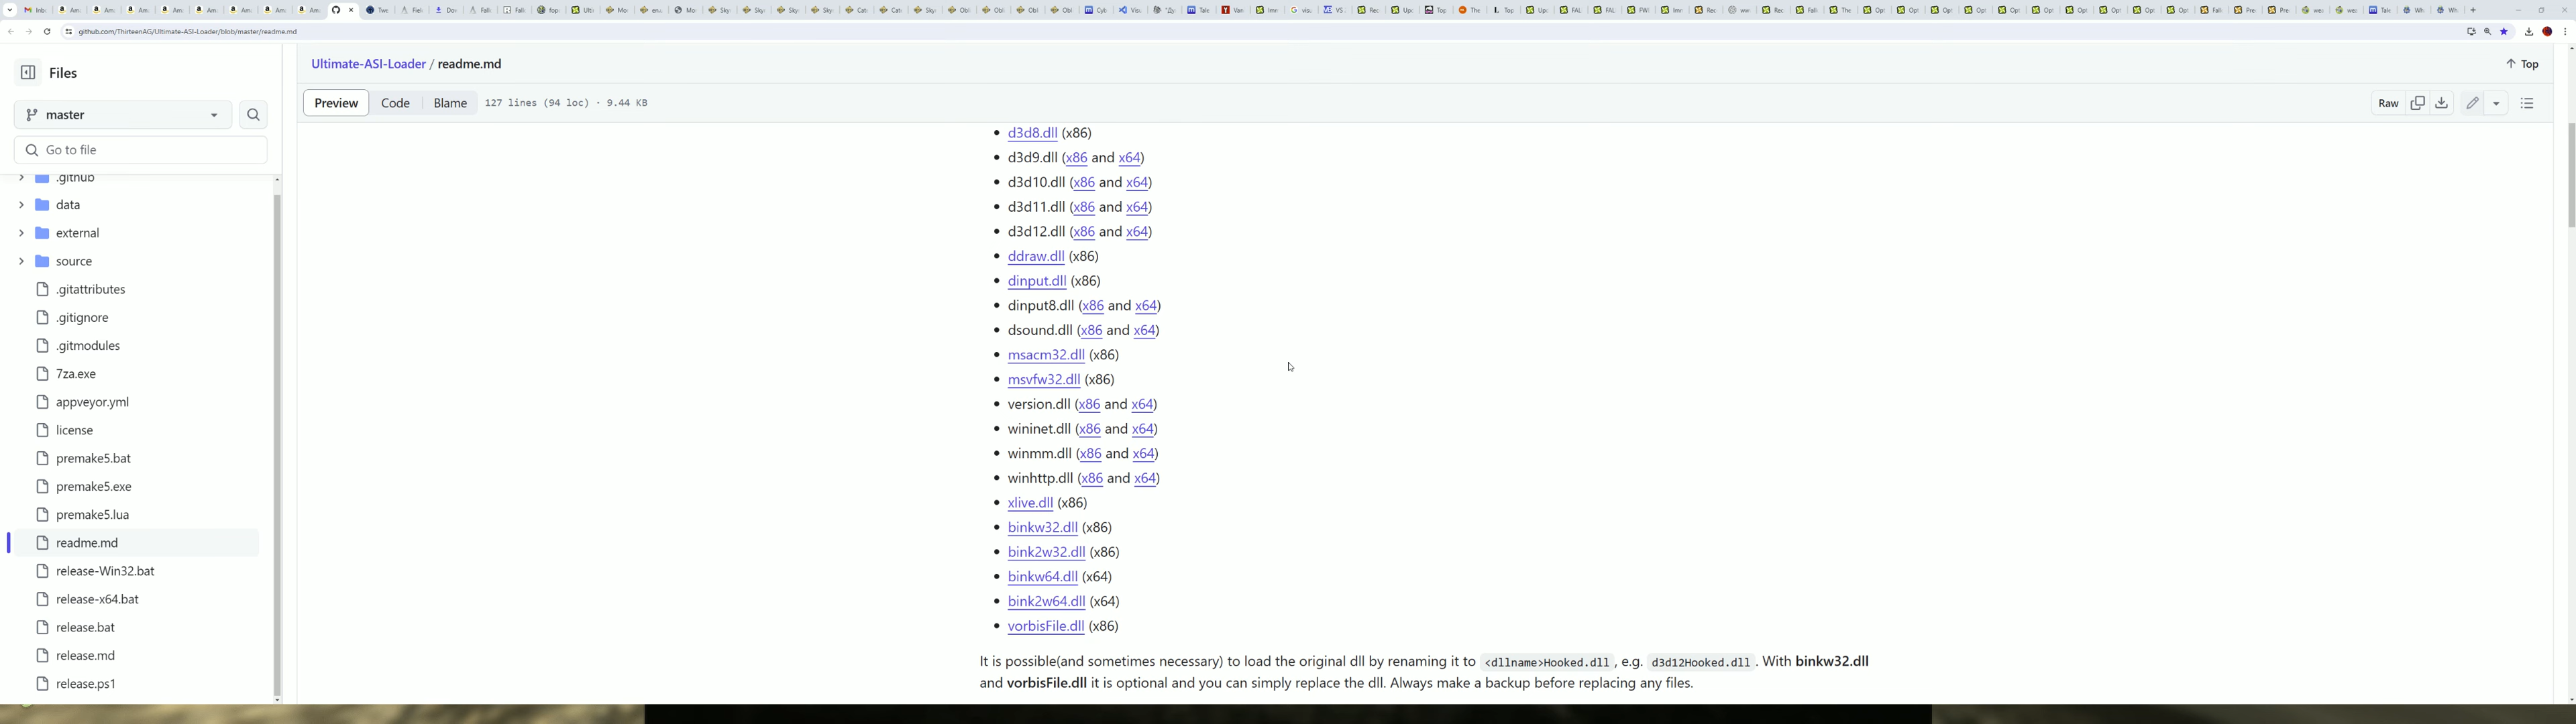 github.com/ThirteenAG/Ultimate-ASI-Loader/blob/master/readme.md
Files
master
Go to file
.github
data
external
source
.gitattributes
.gitignore
.gitmodules
7za.exe
appveyor.yml
license
premake5.bat
premake5.exe
premake5.lua
readme.md
release-Win32.bat
release-x64.bat
release.bat
release.md
release.ps1
Ultimate-ASI-Loader / readme.md
Top
Preview Code Blame 127 lines (94 loc) · 9.44 KB
Raw
• d3d8.dll (x86)
• d3d9.dll (x86 and x64)
• d3d10.dll (x86 and x64)
• d3d11.dll (x86 and x64)
• d3d12.dll (x86 and x64)
• ddraw.dll (x86)
• dinput.dll (x86)
• dinput8.dll (x86 and x64)
• dsound.dll (x86 and x64)
• msacm32.dll (x86)
• msvfw32.dll (x86)
• version.dll (x86 and x64)
• wininet.dll (x86 and x64)
• winmm.dll (x86 and x64)
• winhttp.dll (x86 and x64)
• xlive.dll (x86)
• binkw32.dll (x86)
• bink2w32.dll (x86)
• binkw64.dll (x64)
• bink2w64.dll (x64)
• vorbisFile.dll (x86)
It is possible(and sometimes necessary) to load the original dll by renaming it to <dllname>Hooked.dll , e.g. d3d12Hooked.dll . With binkw32.dll
and vorbisFile.dll it is optional and you can simply replace the dll. Always make a backup before replacing any files.